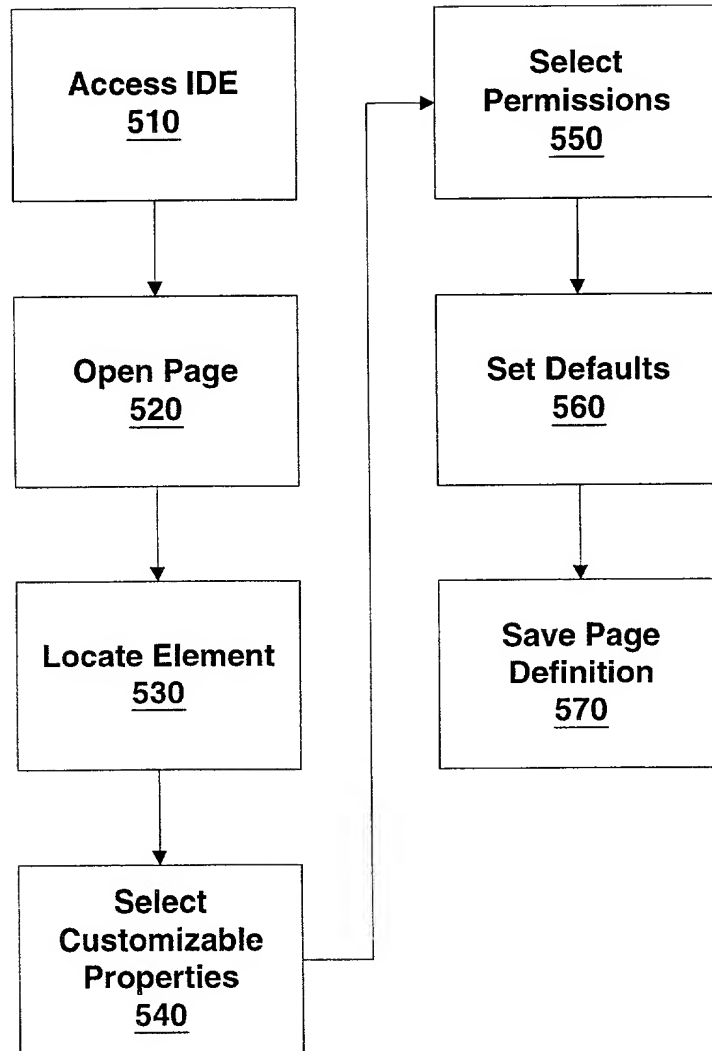 Access IDE
510
Open Page
520
Locate Element
530
Select
Customizable
Properties
540
Select
Permissions
550
Set Defaults
560
Save Page
Definition
570